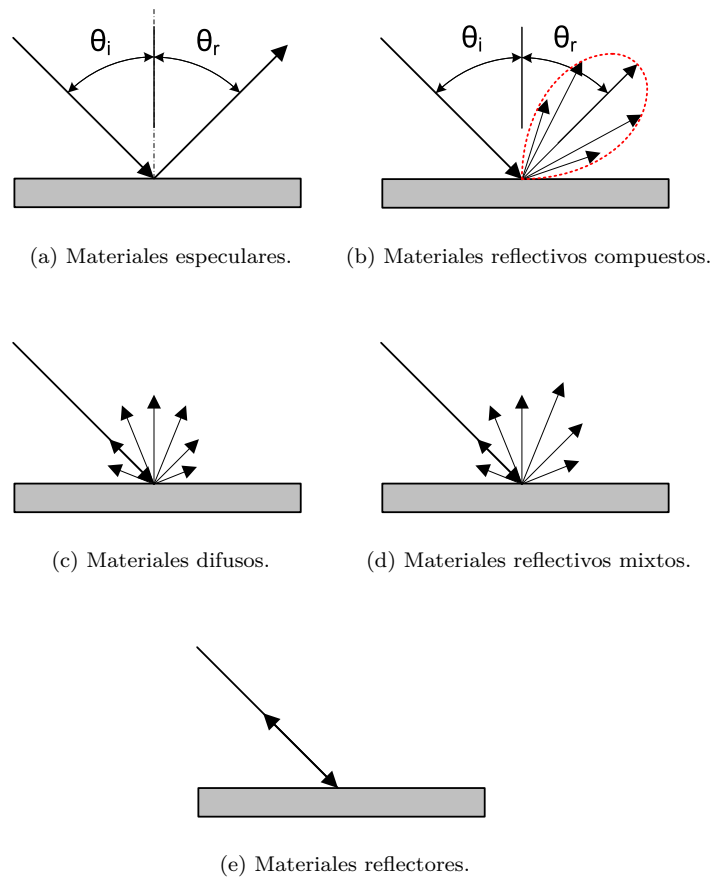 θi θr
θi θr
(a) Materiales especulares.
(b) Materiales reflectivos compuestos.
(c) Materiales difusos.
(d) Materiales reflectivos mixtos.
(e) Materiales reflectores.